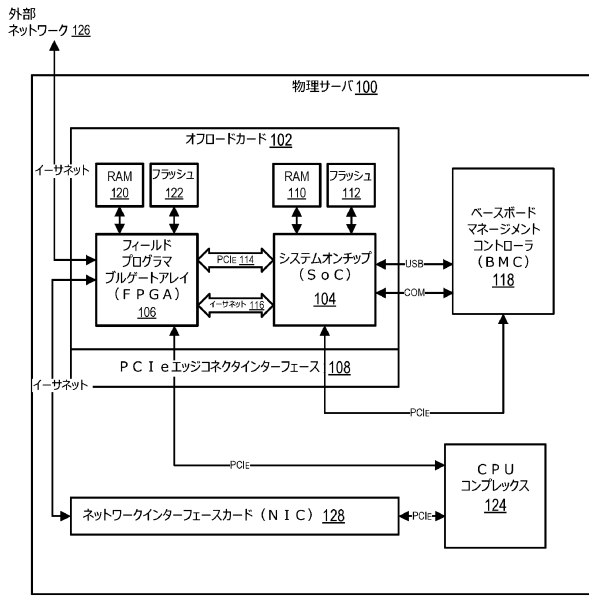 外部
ネットワーク 126
物理サーバ 100
オフロードカード 102
イーサネット
RAM
120
フラッシュ
122
RAM
110
フラッシュ
112
フィールド
プログラマ
ブルゲートアレイ
(FPGA)
106
PCIE 114
イーサネット 116
システムオンチップ
(SoC)
104
USB
COM
ベースボード
マネージメント
コントローラ
(BMC)
118
PCIeエッジコネクタインターフェース 108
イーサネット
PCIE
PCIE
CPU
コンプレックス
124
ネットワークインターフェースカード(NIC) 128
PCIE